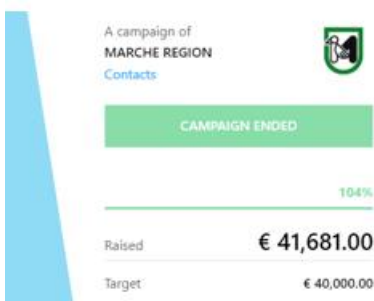 A campaign of
MARCHE REGION
Contacts
CAMPAIGN ENDED
104%
Raised € 41,681.00
Target € 40,000.00